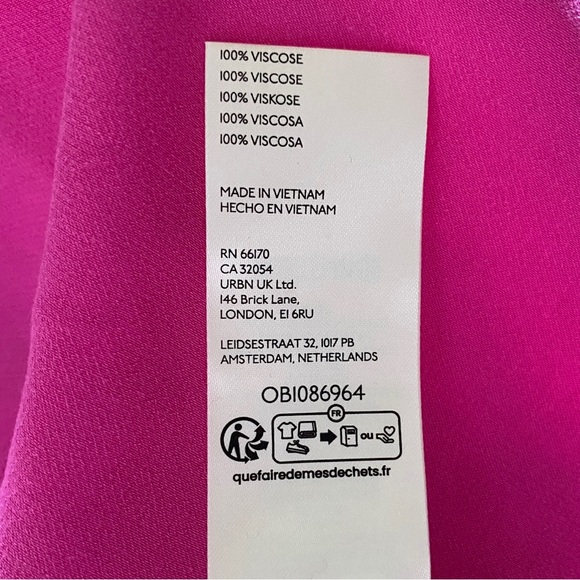 100% VISCOSE
100% VISCOSE
100% VISKOSE
100% VISCOSA
100% VISCOSA
MADE IN VIETNAM
HECHO EN VIETNAM
RN 66170
CA 32054
URBN UK Ltd.
146 Brick Lane,
LONDON, E1 6RU
LEIDSESTRAAT 32, 1017 PB
AMSTERDAM, NETHERLANDS
OB1086964
FR
ou
quefairedemesdechets.fr